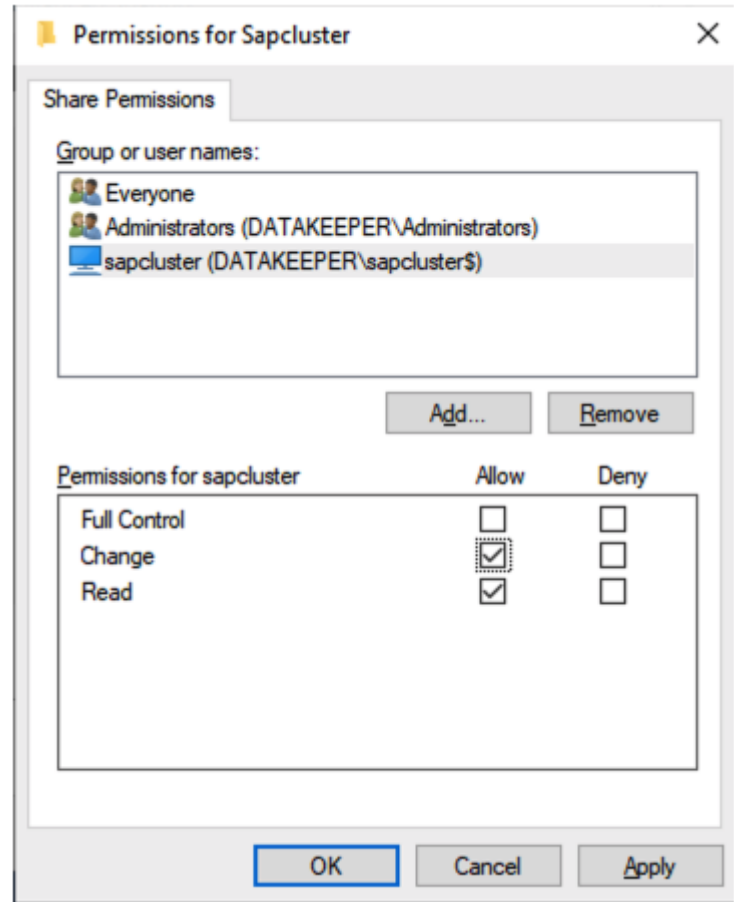 Permissions for Sapcluster
Share Permissions
Group or user names:
Everyone
Administrators (DATAKEEPER\Administrators)
sapcluster (DATAKEEPER\sapcluster$)
Add... Remove
Permissions for sapcluster Allow Deny
Full Control
Change
Read
OK Cancel Apply